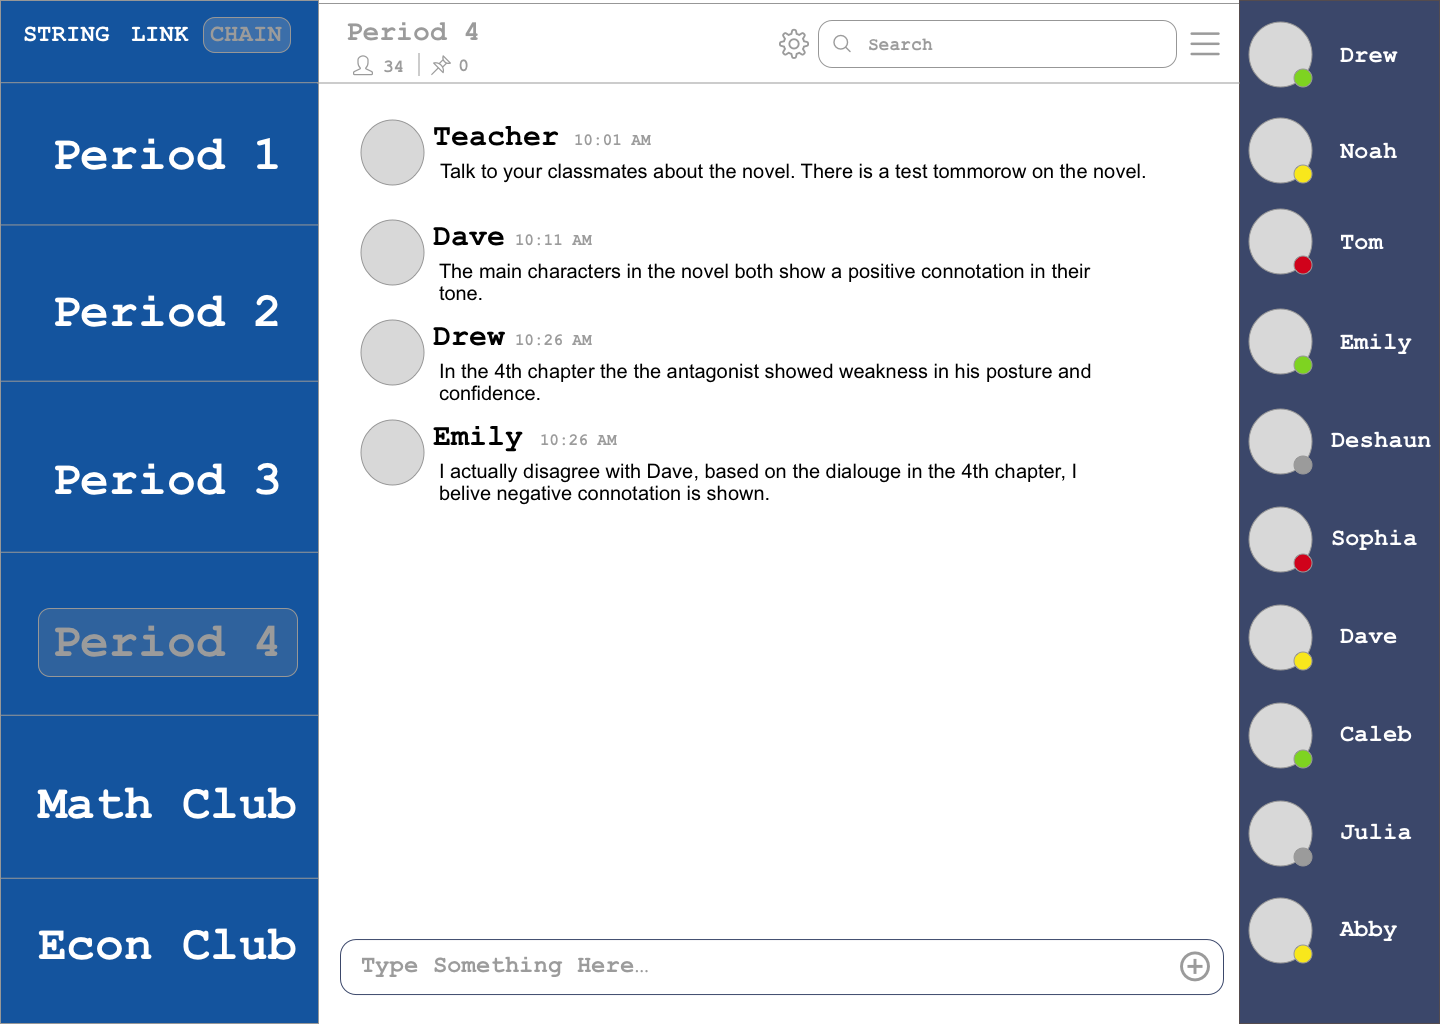 STRING LINK CHAIN
Period 1
Period 2
Period 3
Period 4
Math Club
Econ Club
Period 4
34
0
Search
Teacher 10:01 AM
Talk to your classmates about the novel. There is a test tommorow on the novel.
Dave 10:11 AM
The main characters in the novel both show a positive connotation in their
tone.
Drew 10:26 AM
In the 4th chapter the the antagonist showed weakness in his posture and
confidence.
Emily 10:26 AM
I actually disagree with Dave, based on the dialouge in the 4th chapter, I
belive negative connotation is shown.
Type Something Here...
Drew
Noah
Tom
Emily
Deshaun
Sophia
Dave
Caleb
Julia
Abby